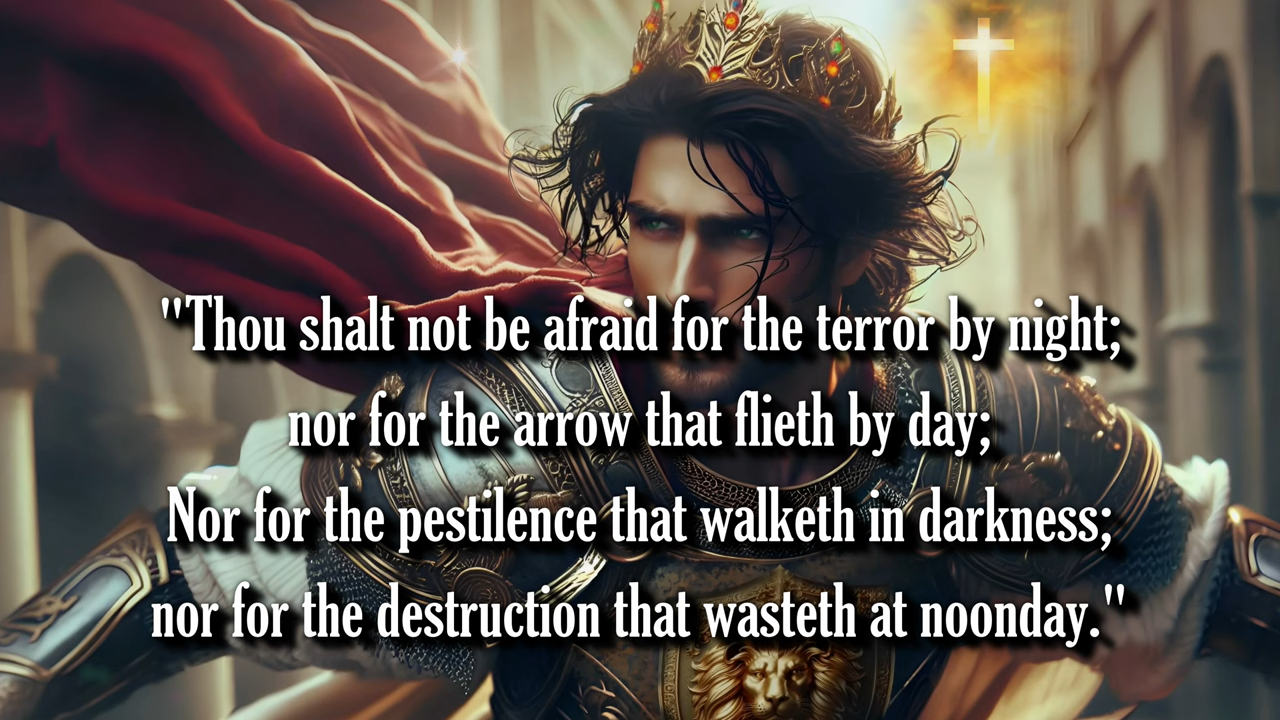 "Thou shalt not be afraid for the terror by night;
nor for the arrow that flieth by day;
Nor for the pestilence that walketh in darkness;
nor for the destruction that wasteth at noonday."